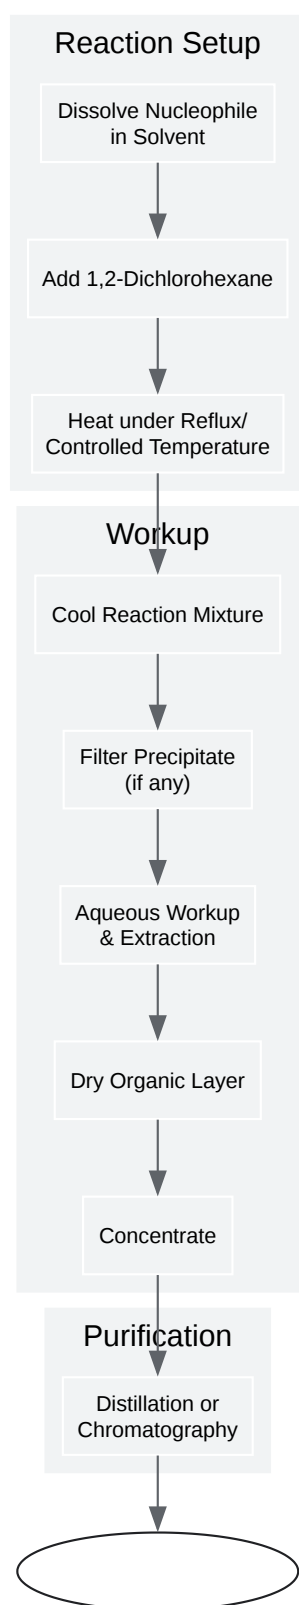 Reaction Setup
Dissolve Nucleophile
in Solvent
Add 1,2-Dichlorohexane
Heat under Reflux/
Controlled Temperature
Workup
Cool Reaction Mixture
Filter Precipitate
(if any)
Aqueous Workup
& Extraction
Dry Organic Layer
Concentrate
Purification
Distillation or
Chromatography